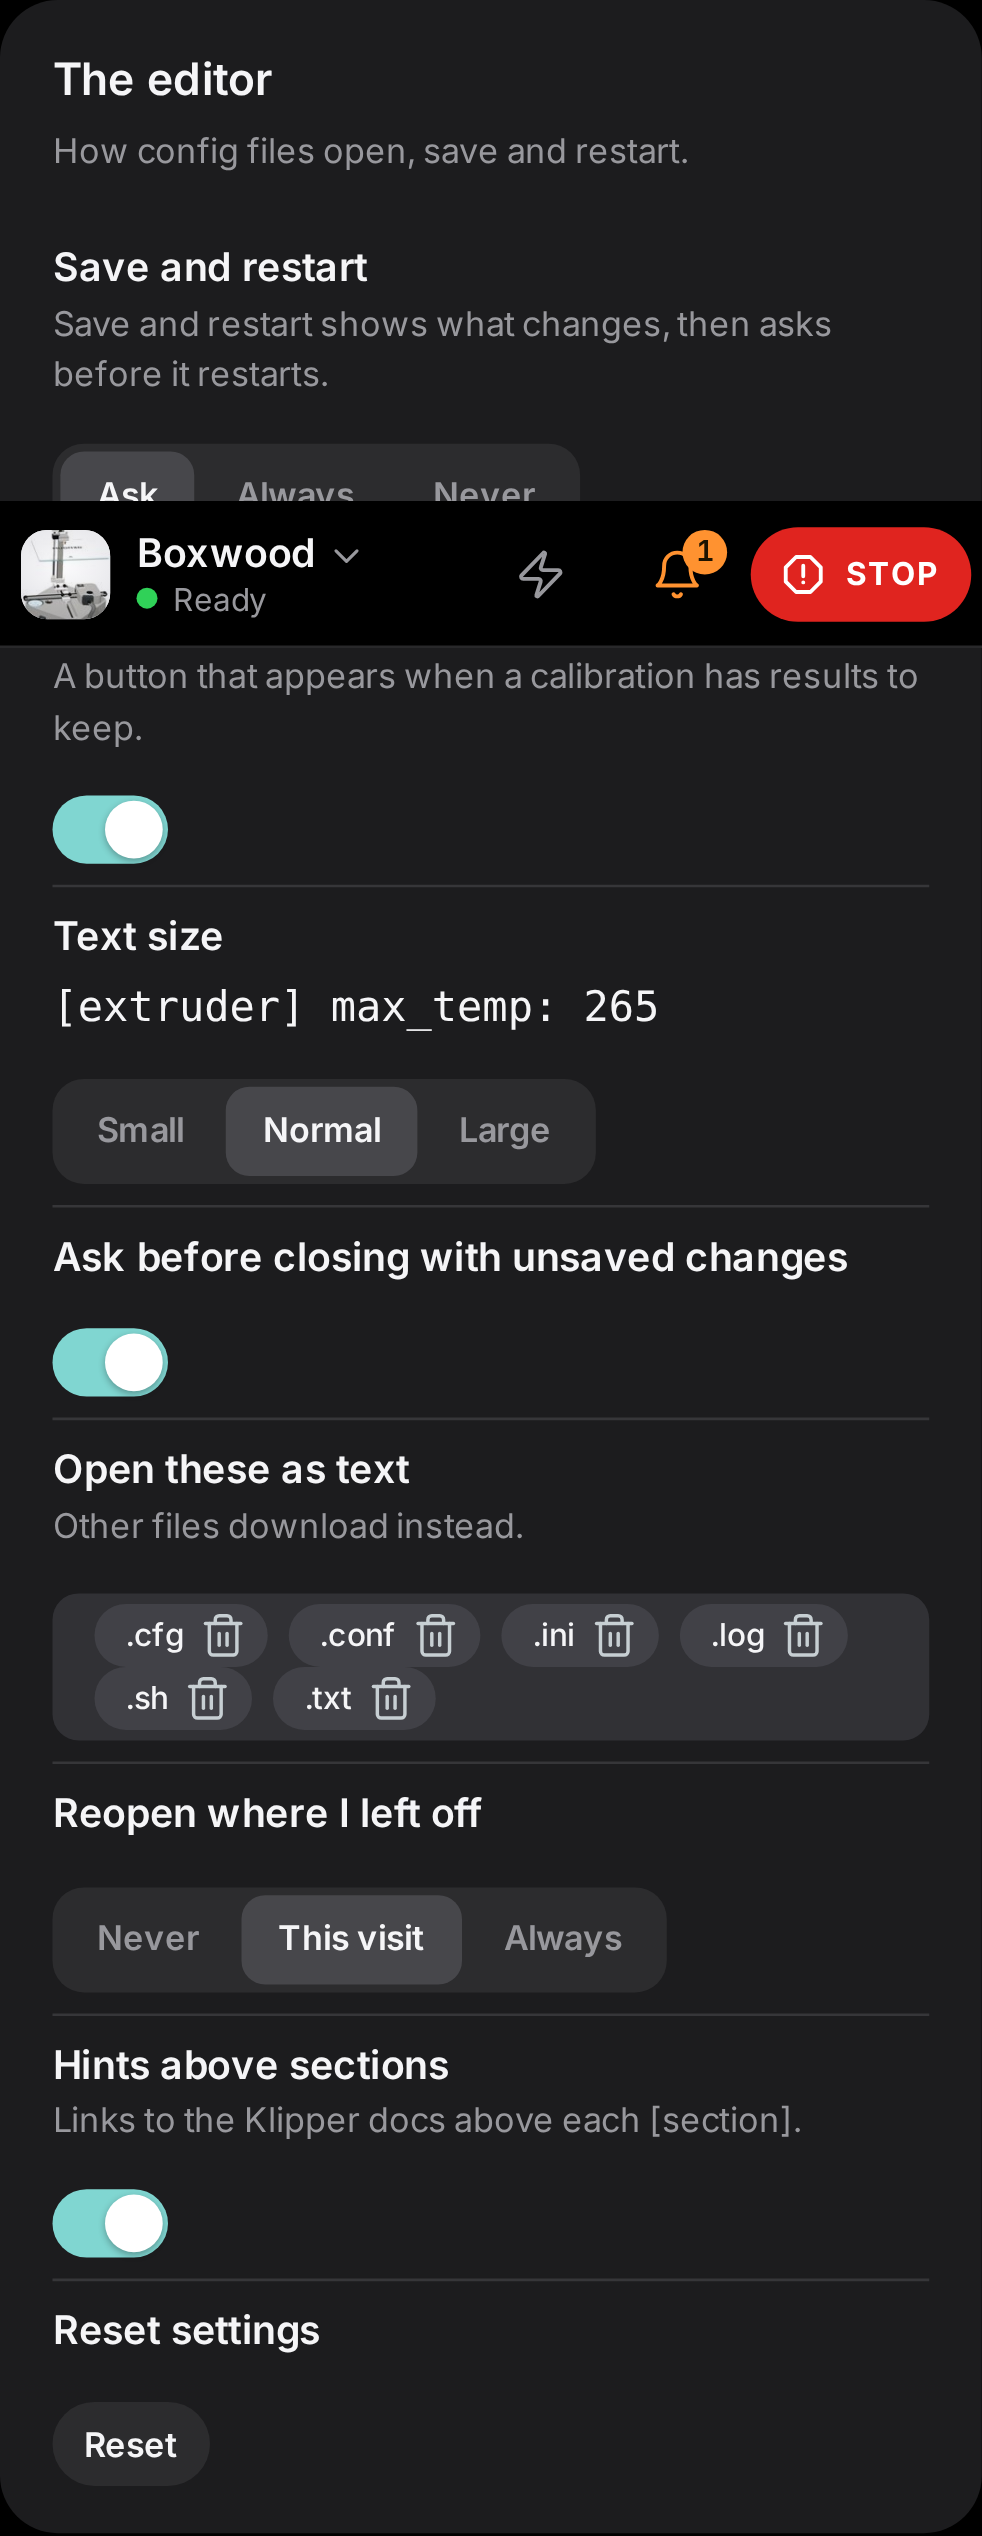 The editor
How config files open, save and restart.
Save and restart
Save and restart shows what changes, then asks
before it restarts.
Ask Always Never
Boxwood
Ready
1
STOP
A button that appears when a calibration has results to
keep.
Text size
[extruder] max_temp: 265
Small Normal Large
Ask before closing with unsaved changes
Open these as text
Other files download instead.
.cfg .conf .ini .log
.sh .txt
Reopen where I left off
Never This visit Always
Hints above sections
Links to the Klipper docs above each [section].
Reset settings
Reset